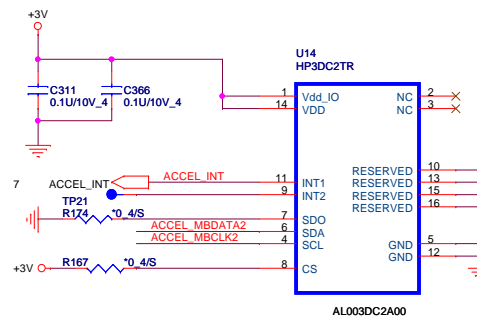 +3V
U14
HP3DC2TR
C311
0.1U/10V_4
C366
0.1U/10V_4
1 Vdd_IO NC 2
14 VDD NC 3
RESERVED 10
7 ACCEL_INT ACCEL_INT 11 INT1 RESERVED 13
9 INT2 RESERVED 15
TP21 RESERVED 16
R174 *0_4/S 7 SDO
ACCEL_MBDATA2 6 SDA
ACCEL_MBCLK2 4 SCL GND 5
GND 12
+3V R167 *0_4/S 8 CS
AL003DC2A00